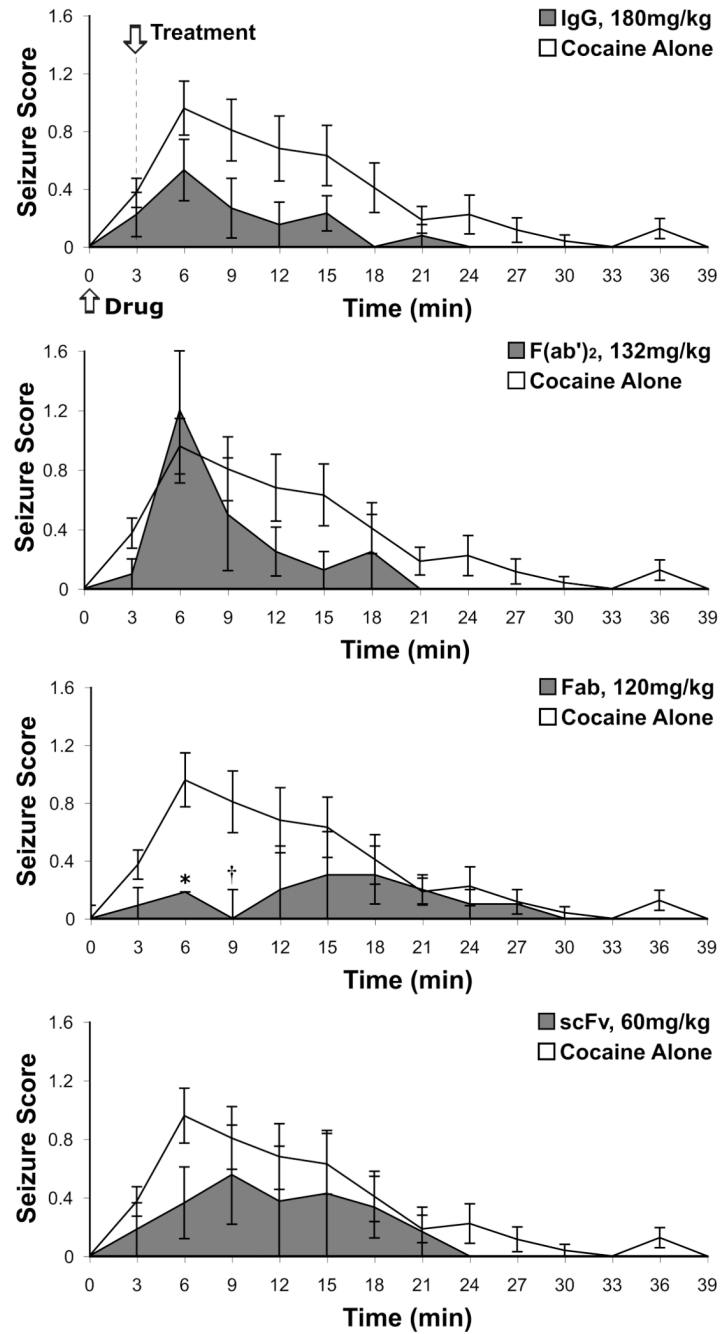 1.6
Treatment
IgG, 180mg/kg
Cocaine Alone
1.2
0.8
0.4
0
Seizure Score
0 3 6 9 12 15 18 21 24 27 30 33 36 39
Drug
Time (min)
1.6
F(ab')₂, 132mg/kg
Cocaine Alone
1.2
0.8
0.4
0
Seizure Score
0 3 6 9 12 15 18 21 24 27 30 33 36 39
Time (min)
1.6
Fab, 120mg/kg
Cocaine Alone
1.2
0.8
0.4
0
Seizure Score
* †
0 3 6 9 12 15 18 21 24 27 30 33 36 39
Time (min)
1.6
scFv, 60mg/kg
Cocaine Alone
1.2
0.8
0.4
0
Seizure Score
0 3 6 9 12 15 18 21 24 27 30 33 36 39
Time (min)